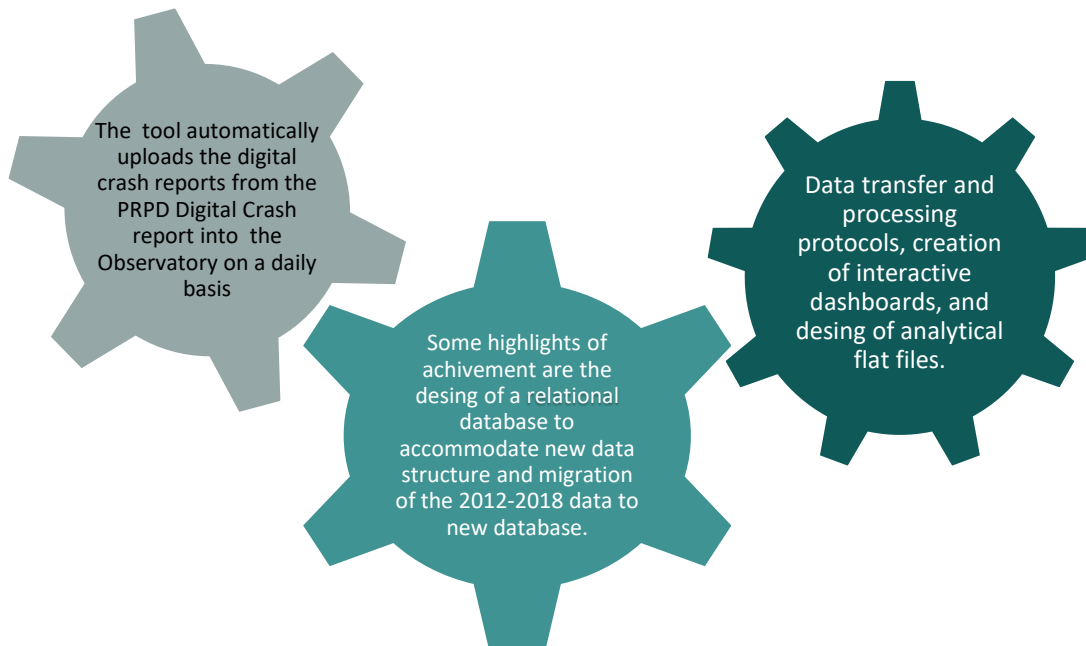 The tool automatically
uploads the digital
crash reports from the
PRPD Digital Crash
report into the
Observatory on a daily
basis
Some highlights of
achivement are the
desing of a relational
database to
accommodate new data
structure and migration
of the 2012-2018 data to
new database.
Data transfer and
processing
protocols, creation
of interactive
dashboards, and
desing of analytical
flat files.